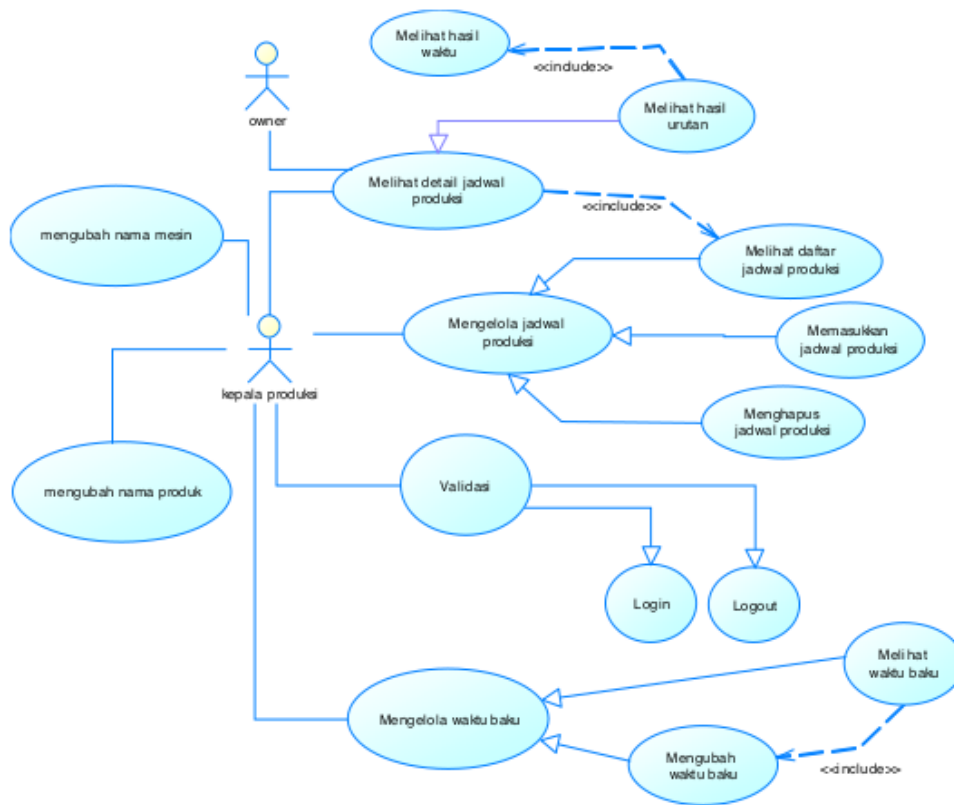 Melihat hasil
waktu
<<include>>
Melihat hasil
urutan
owner
Melihat detail jadwal
produksi
<<include>>
mengubah nama mesin
Melihat daftar
jadwal produksi
Mengelola jadwal
produksi
Memasukkan
jadwal produksi
kepala produksi
Menghapus
jadwal produksi
mengubah nama produk
Validasi
Login
Logout
Melihat
waktu baku
Mengelola waktu baku
Mengubah
waktu baku
<<include>>